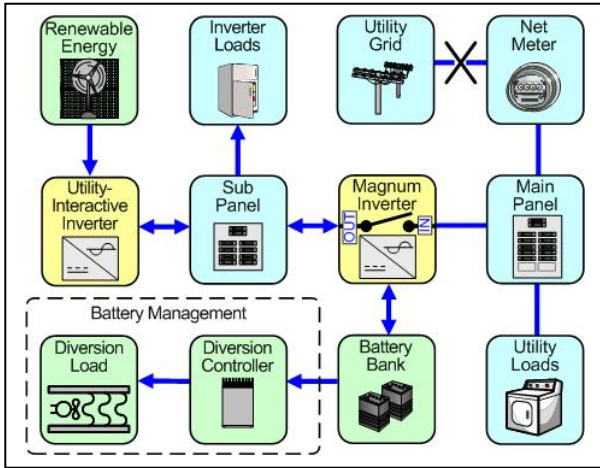 Renewable
Energy
Inverter
Loads
Utility
Grid
Net
Meter
Utility-
Interactive
Inverter
Sub
Panel
Magnum
Inverter
OUT
IN
Main
Panel
Battery Management
Diversion
Load
Diversion
Controller
Battery
Bank
Utility
Loads